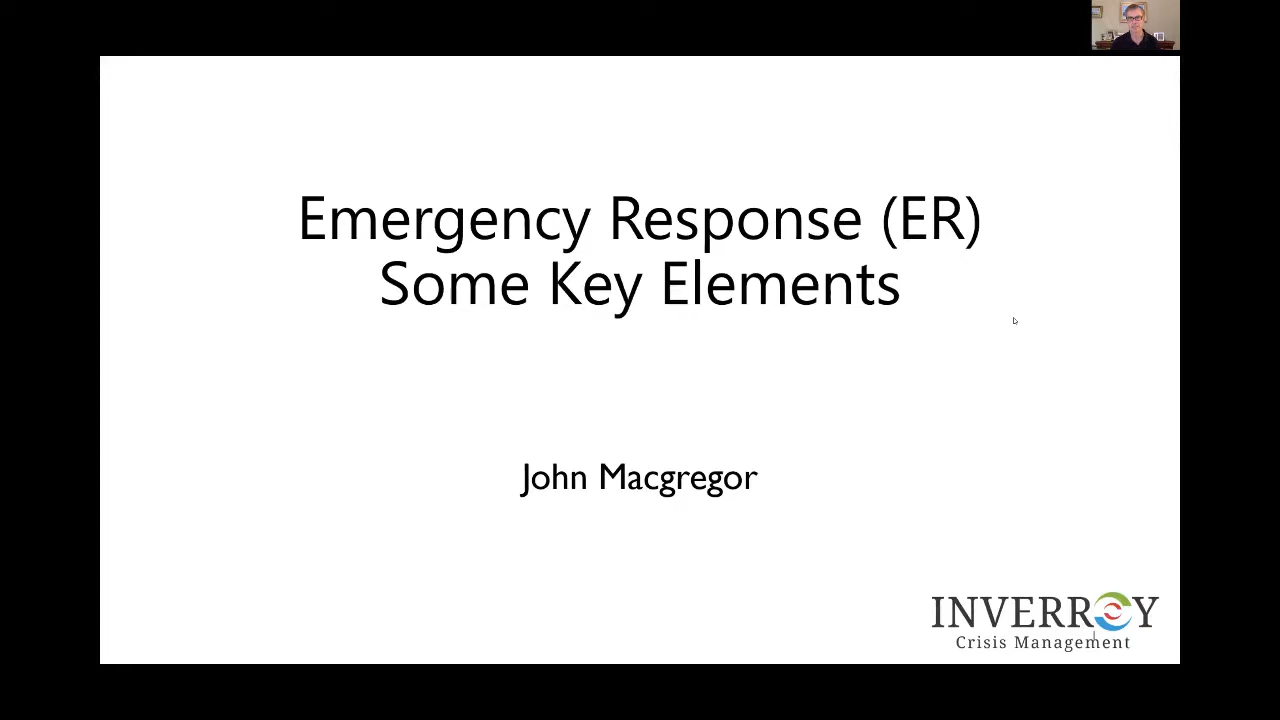 Emergency Response (ER)
Some Key Elements
John Macgregor
INVERROY
Crisis Management